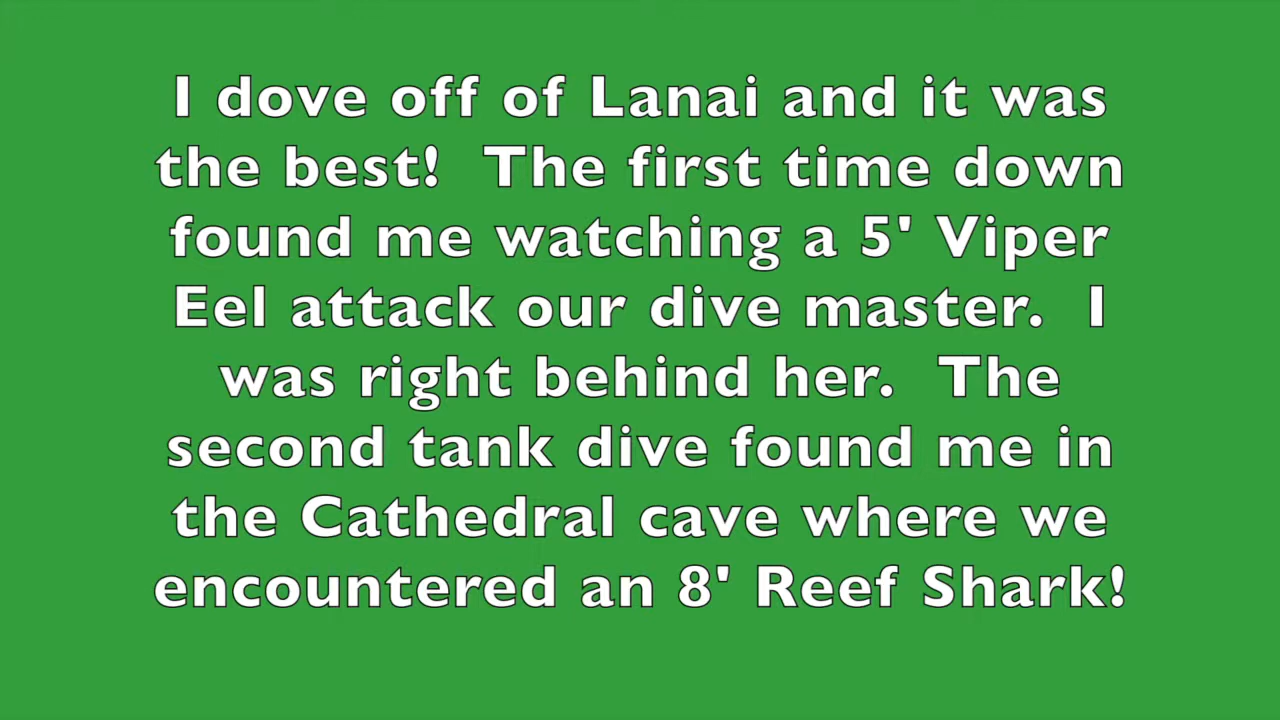 I dove off of Lanai and it was
the best!  The first time down
found me watching a 5' Viper
Eel attack our dive master.  I
was right behind her.  The
second tank dive found me in
the Cathedral cave where we
encountered an 8' Reef Shark!